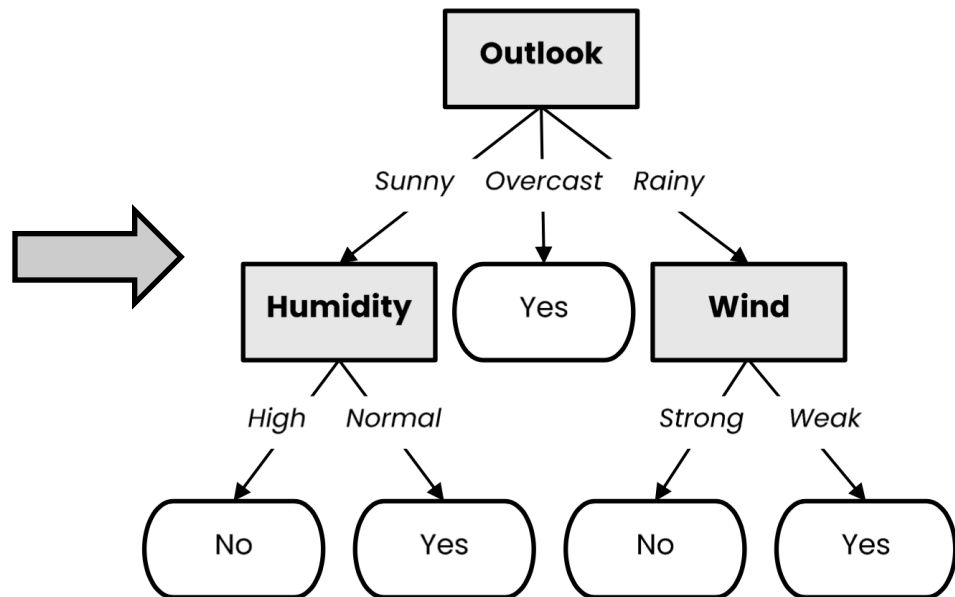 Outlook
Sunny Overcast Rainy
Humidity Yes Wind
High Normal Strong Weak
No Yes No Yes